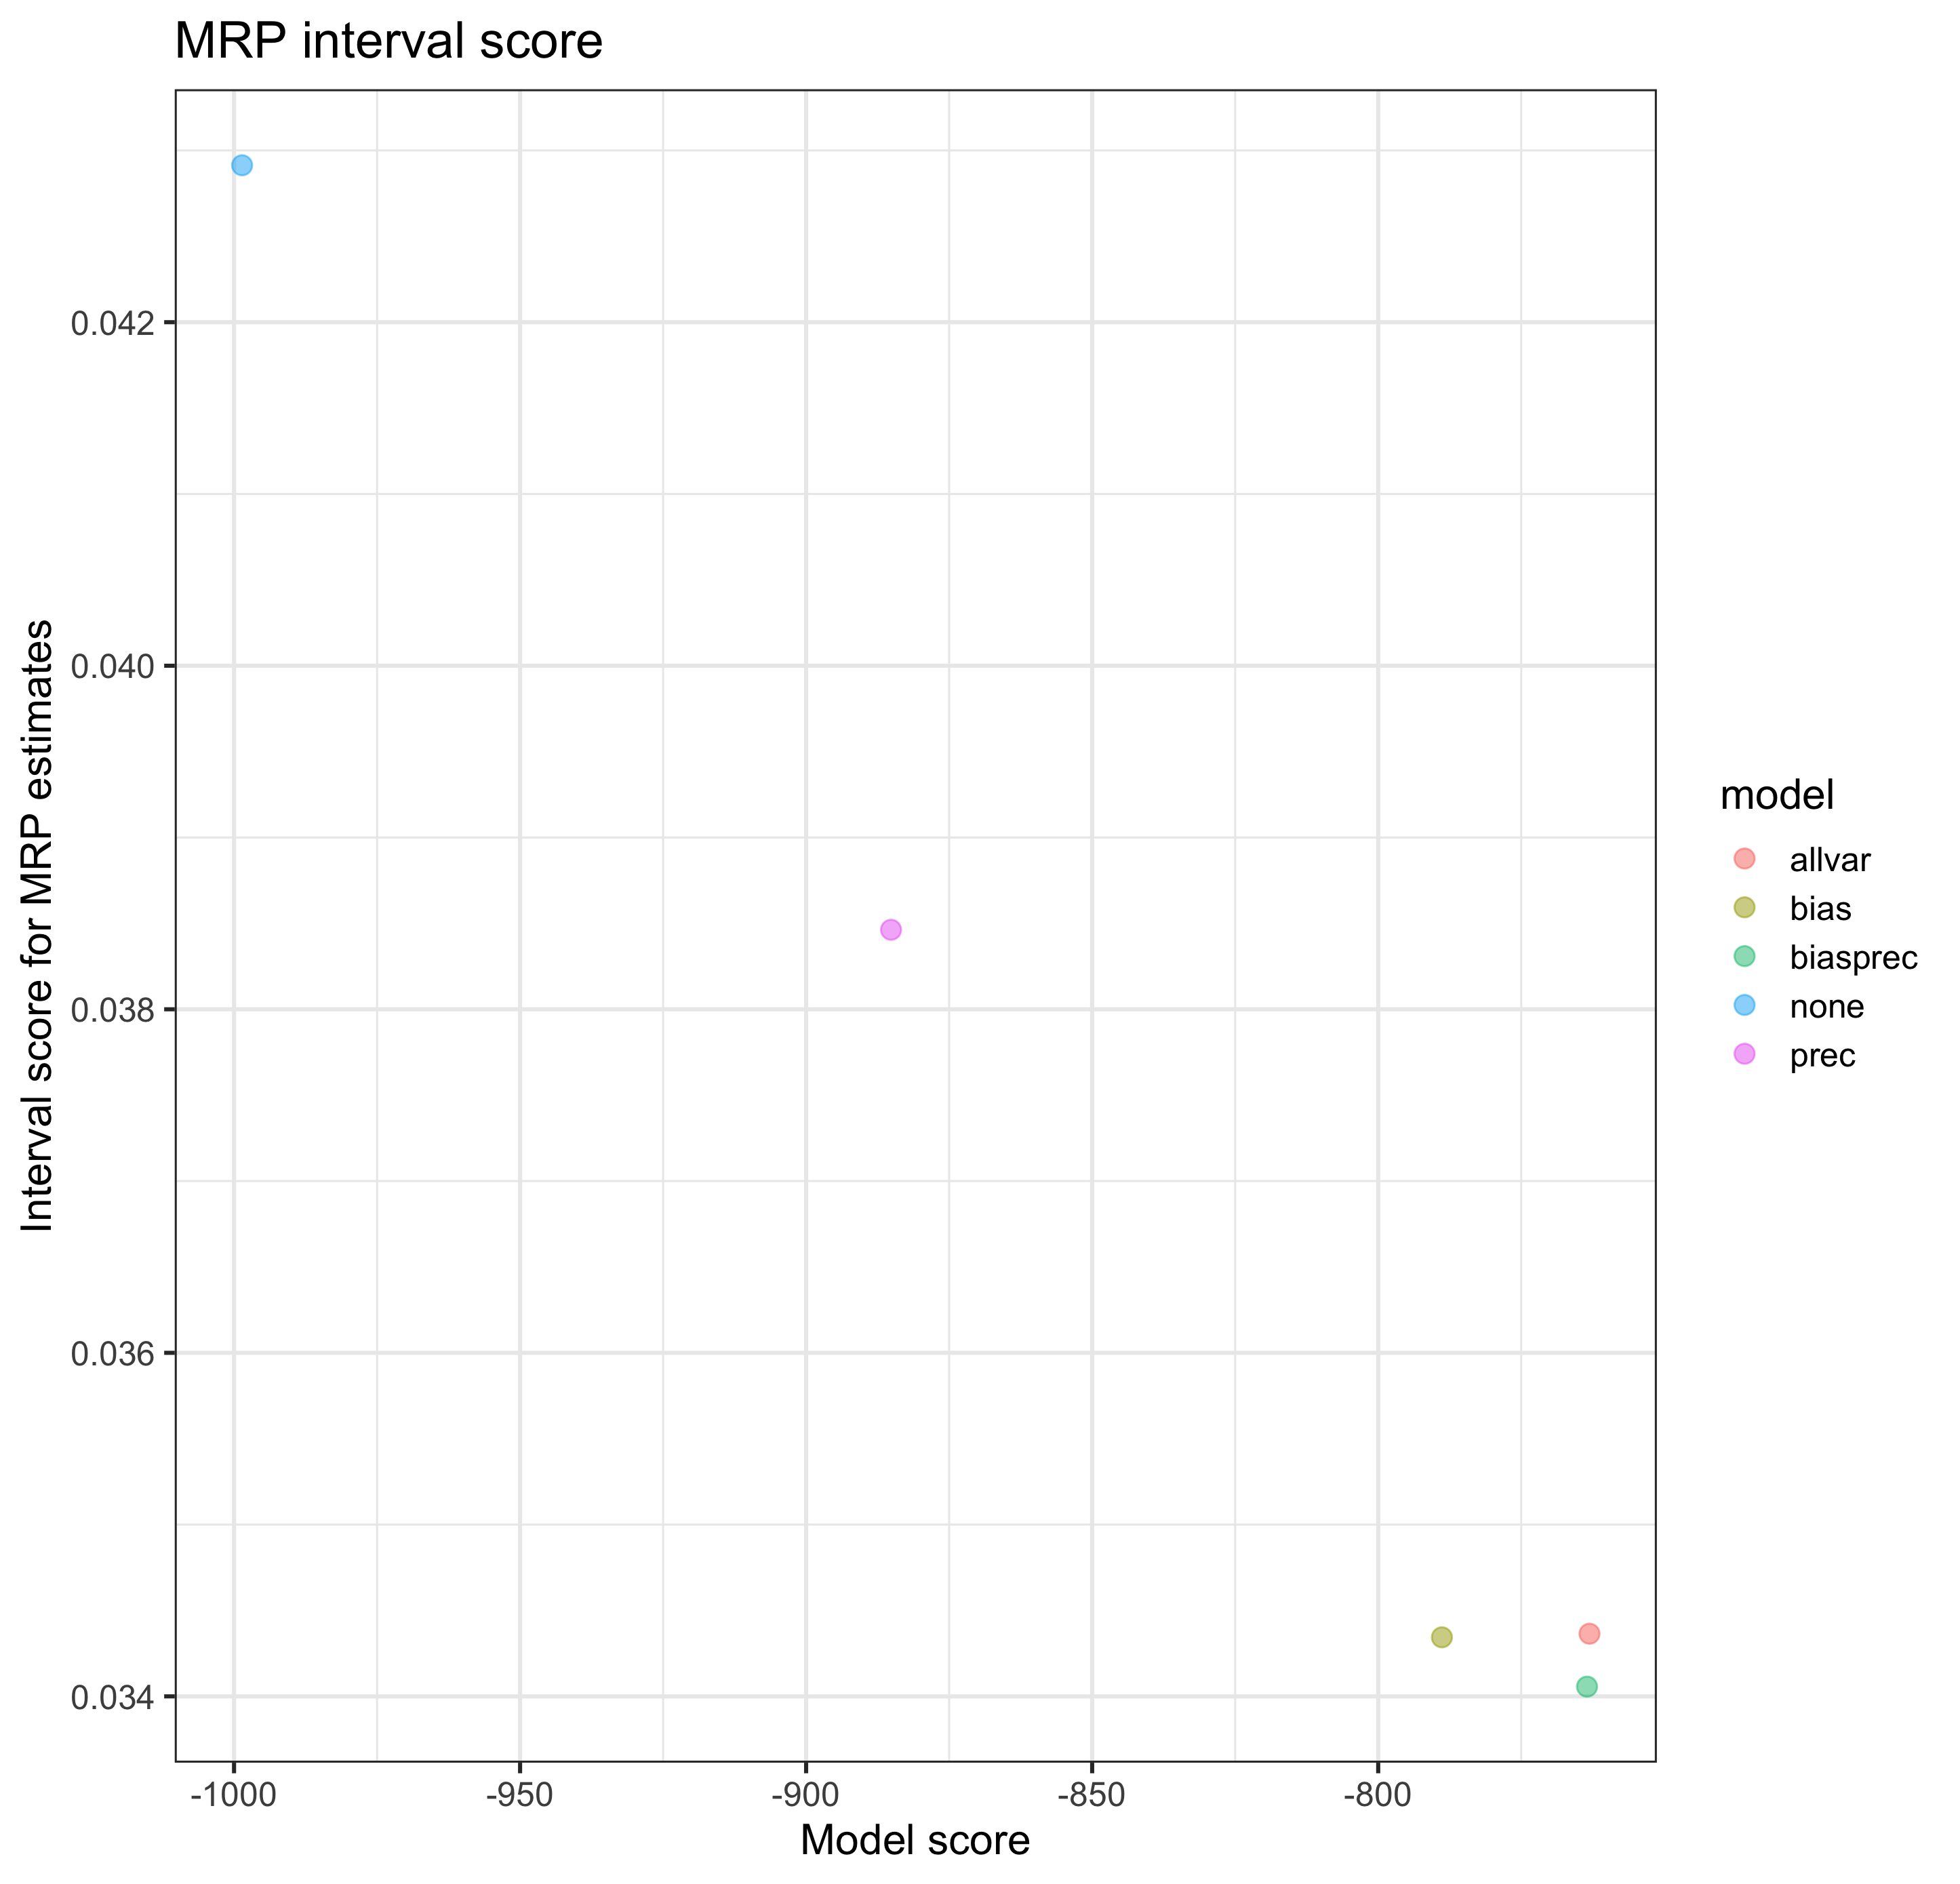 MRP interval score
Interval score for MRP estimates
0.042
0.040
0.038
0.036
0.034
-1000
-950
-900
-850
-800
Model score
model
allvar
bias
biasprec
none
prec